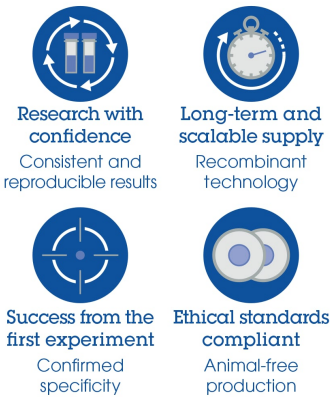 Research with
confidence
Consistent and
reproducible results
Long-term and
scalable supply
Recombinant
technology
Success from the
first experiment
Confirmed
specificity
Ethical standards
compliant
Animal-free
production